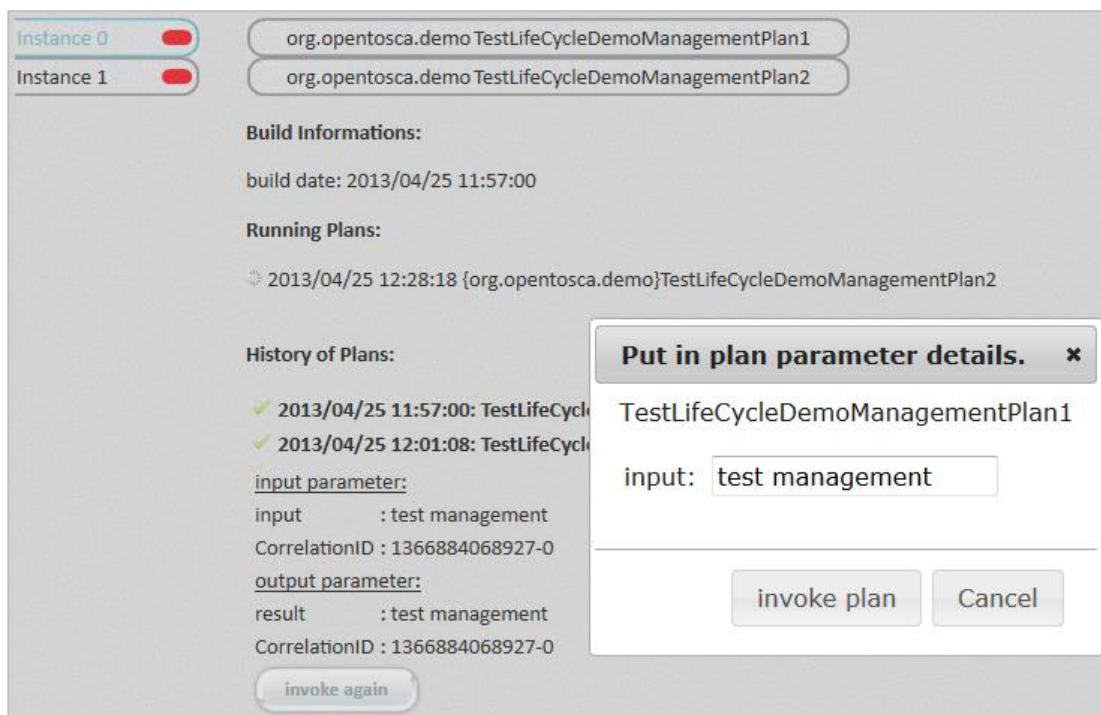 Instance 0
org.opentosca.demo TestLifeCycleDemoManagementPlan1
Instance 1
org.opentosca.demo TestLifeCycleDemoManagementPlan2
Build Informations:
build date: 2013/04/25 11:57:00
Running Plans:
2013/04/25 12:28:18 {org.opentosca.demo}TestLifeCycleDemoManagementPlan2
History of Plans:
2013/04/25 11:57:00: TestLifeCycl
2013/04/25 12:01:08: TestLifeCycl
input parameter:
input : test management
CorrelationID : 1366884068927-0
output parameter:
result : test management
CorrelationID : 1366884068927-0
invoke again
Put in plan parameter details.
TestLifeCycleDemoManagementPlan1
input: test management
invoke plan Cancel